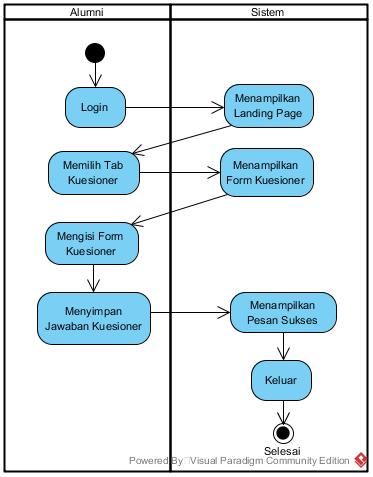 Alumni
Sistem
Login
Menampilkan
Landing Page
Memilih Tab
Kuesioner
Menampilkan
Form Kuesioner
Mengisi Form
Kuesioner
Menyimpan
Jawaban Kuesioner
Menampilkan
Pesan Sukses
Keluar
Selesai
Powered By Visual Paradigm Community Edition